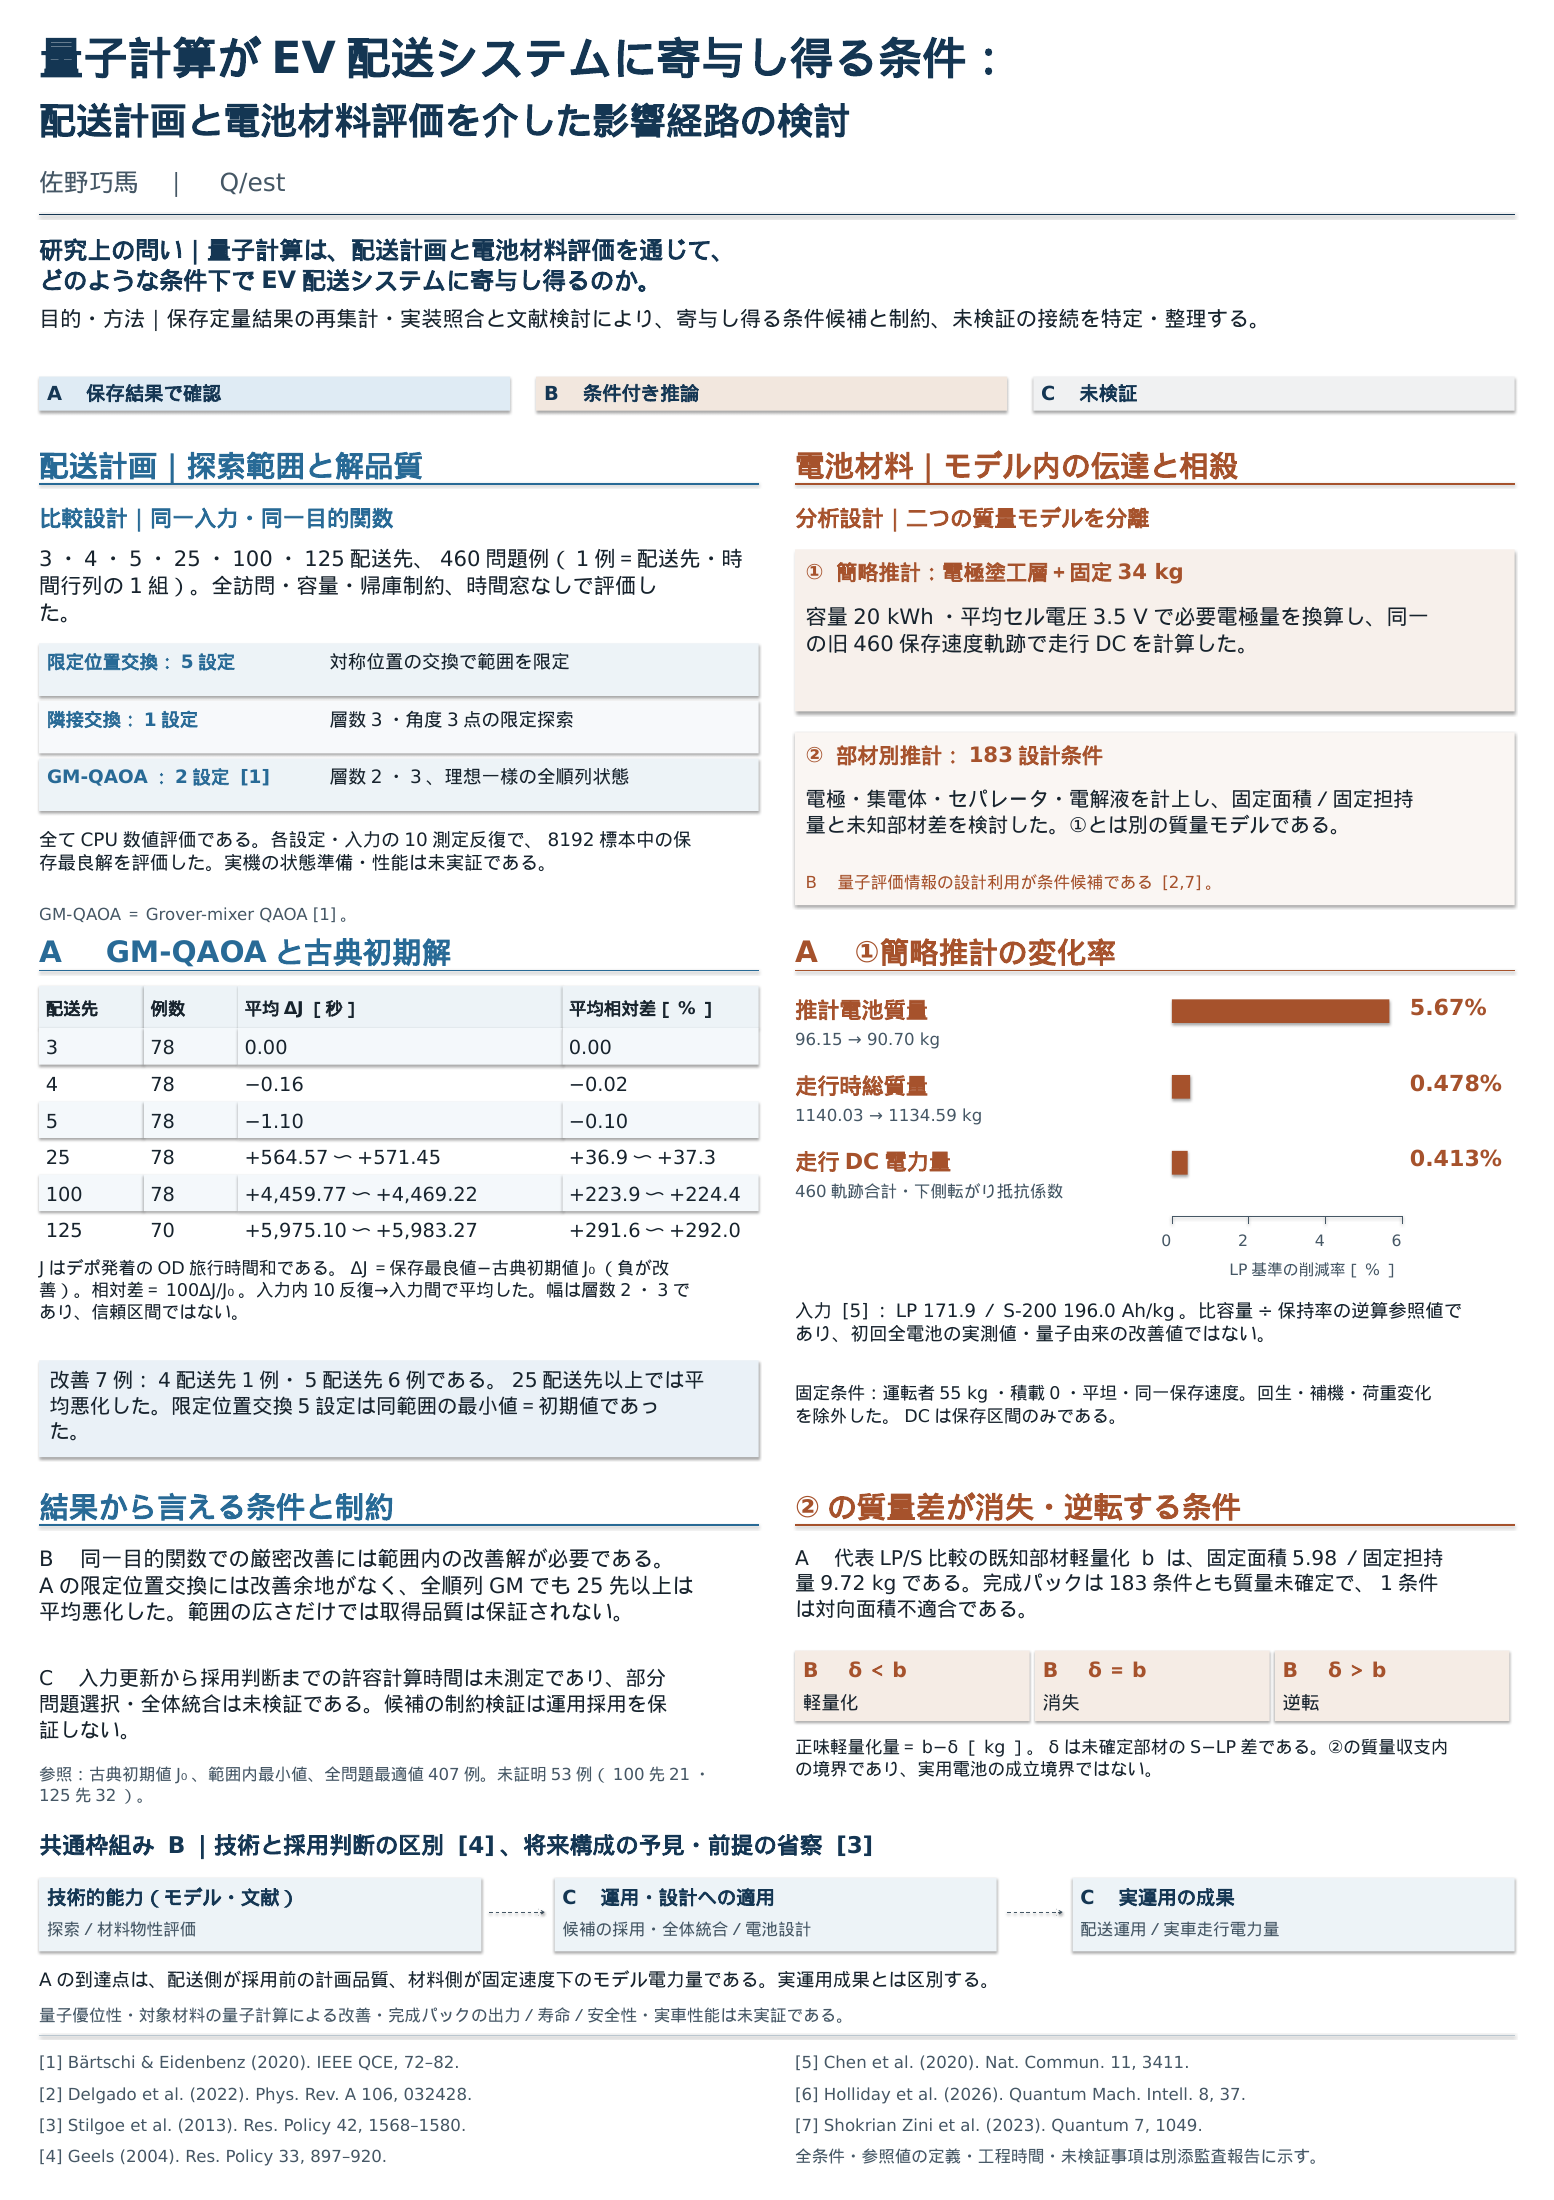 量子計算が EV 配送システムに寄与し得る条件：
配送計画と電池材料評価を介した影響経路の検討
佐野巧馬　|　Q/est
研究上の問い | 量子計算は、配送計画と電池材料評価を通じて、
どのような条件下で EV 配送システムに寄与し得るのか。
目的・方法 | 保存定量結果の再集計・実装照合と文献検討により、寄与し得る条件候補と制約、未検証の接続を特定・整理する。
A　保存結果で確認
B　条件付き推論
C　未検証
配送計画 | 探索範囲と解品質
比較設計 | 同一入力・同一目的関数
3 ・ 4 ・ 5 ・ 25 ・ 100 ・ 125 配送先、 460 問題例（ 1 例 = 配送先・時
間行列の 1 組 ）。全訪問・容量・帰庫制約、時間窓なしで評価し
た。
限定位置交換： 5 設定　対称位置の交換で範囲を限定
隣接交換： 1 設定　層数 3 ・角度 3 点の限定探索
GM-QAOA ： 2 設定 [1]　層数 2 ・ 3 、理想一様の全順列状態
全て CPU 数値評価である。各設定・入力の 10 測定反復で、 8192 標本中の保
存最良解を評価した。実機の状態準備・性能は未実証である。
GM-QAOA = Grover-mixer QAOA [1] 。
電池材料 | モデル内の伝達と相殺
分析設計 | 二つの質量モデルを分離
① 簡略推計：電極塗工層 + 固定 34 kg
容量 20 kWh ・平均セル電圧 3.5 V で必要電極量を換算し、同一
の旧 460 保存速度軌跡で走行 DC を計算した。
② 部材別推計： 183 設計条件
電極・集電体・セパレータ・電解液を計上し、固定面積 / 固定担持
量と未知部材差を検討した。①とは別の質量モデルである。
B　量子評価情報の設計利用が条件候補である [2,7] 。
A　GM-QAOA と古典初期解
配送先　例数　平均 ΔJ [ 秒 ]　平均相対差 [ % ]
3　78　0.00　0.00
4　78　−0.16　−0.02
5　78　−1.10　−0.10
25　78　+564.57 〜 +571.45　+36.9 〜 +37.3
100　78　+4,459.77 〜 +4,469.22　+223.9 〜 +224.4
125　70　+5,975.10 〜 +5,983.27　+291.6 〜 +292.0
J はデポ発着の OD 旅行時間和である。 ΔJ = 保存最良値−古典初期値 J₀ （ 負が改
善 ）。相対差 = 100ΔJ/J₀ 。入力内 10 反復→入力間で平均した。幅は層数 2 ・ 3 で
あり、信頼区間ではない。
改善 7 例： 4 配送先 1 例・ 5 配送先 6 例である。 25 配送先以上では平
均悪化した。限定位置交換 5 設定は同範囲の最小値 = 初期値であっ
た。
A　①簡略推計の変化率
推計電池質量　5.67%
96.15 → 90.70 kg
走行時総質量　0.478%
1140.03 → 1134.59 kg
走行 DC 電力量　0.413%
460 軌跡合計・下側転がり抵抗係数
0　2　4　6
LP 基準の削減率 [ % ]
入力 [5] ： LP 171.9 / S-200 196.0 Ah/kg 。比容量 ÷ 保持率の逆算参照値で
あり、初回全電池の実測値・量子由来の改善値ではない。
固定条件：運転者 55 kg ・積載 0 ・平坦・同一保存速度。回生・補機・荷重変化
を除外した。 DC は保存区間のみである。
結果から言える条件と制約
B　同一目的関数での厳密改善には範囲内の改善解が必要である。
A の限定位置交換には改善余地がなく、全順列 GM でも 25 先以上は
平均悪化した。範囲の広さだけでは取得品質は保証されない。
C　入力更新から採用判断までの許容計算時間は未測定であり、部分
問題選択・全体統合は未検証である。候補の制約検証は運用採用を保
証しない。
参照：古典初期値 J₀ 、範囲内最小値、全問題最適値 407 例。未証明 53 例（ 100 先 21 ・
125 先 32 ）。
② の質量差が消失・逆転する条件
A　代表 LP/S 比較の既知部材軽量化 b は、固定面積 5.98 / 固定担持
量 9.72 kg である。完成パックは 183 条件とも質量未確定で、 1 条件
は対向面積不適合である。
B　δ < b
軽量化
B　δ = b
消失
B　δ > b
逆転
正味軽量化量 = b−δ [ kg ] 。 δ は未確定部材の S−LP 差である。②の質量収支内
の境界であり、実用電池の成立境界ではない。
共通枠組み B | 技術と採用判断の区別 [4] 、将来構成の予見・前提の省察 [3]
技術的能力（ モデル・文献 ）
探索 / 材料物性評価
C　運用・設計への適用
候補の採用・全体統合 / 電池設計
C　実運用の成果
配送運用 / 実車走行電力量
A の到達点は、配送側が採用前の計画品質、材料側が固定速度下のモデル電力量である。実運用成果とは区別する。
量子優位性・対象材料の量子計算による改善・完成パックの出力 / 寿命 / 安全性・実車性能は未実証である。
[1] Bärtschi & Eidenbenz (2020). IEEE QCE, 72–82.
[2] Delgado et al. (2022). Phys. Rev. A 106, 032428.
[3] Stilgoe et al. (2013). Res. Policy 42, 1568–1580.
[4] Geels (2004). Res. Policy 33, 897–920.
[5] Chen et al. (2020). Nat. Commun. 11, 3411.
[6] Holliday et al. (2026). Quantum Mach. Intell. 8, 37.
[7] Shokrian Zini et al. (2023). Quantum 7, 1049.
全条件・参照値の定義・工程時間・未検証事項は別添監査報告に示す。